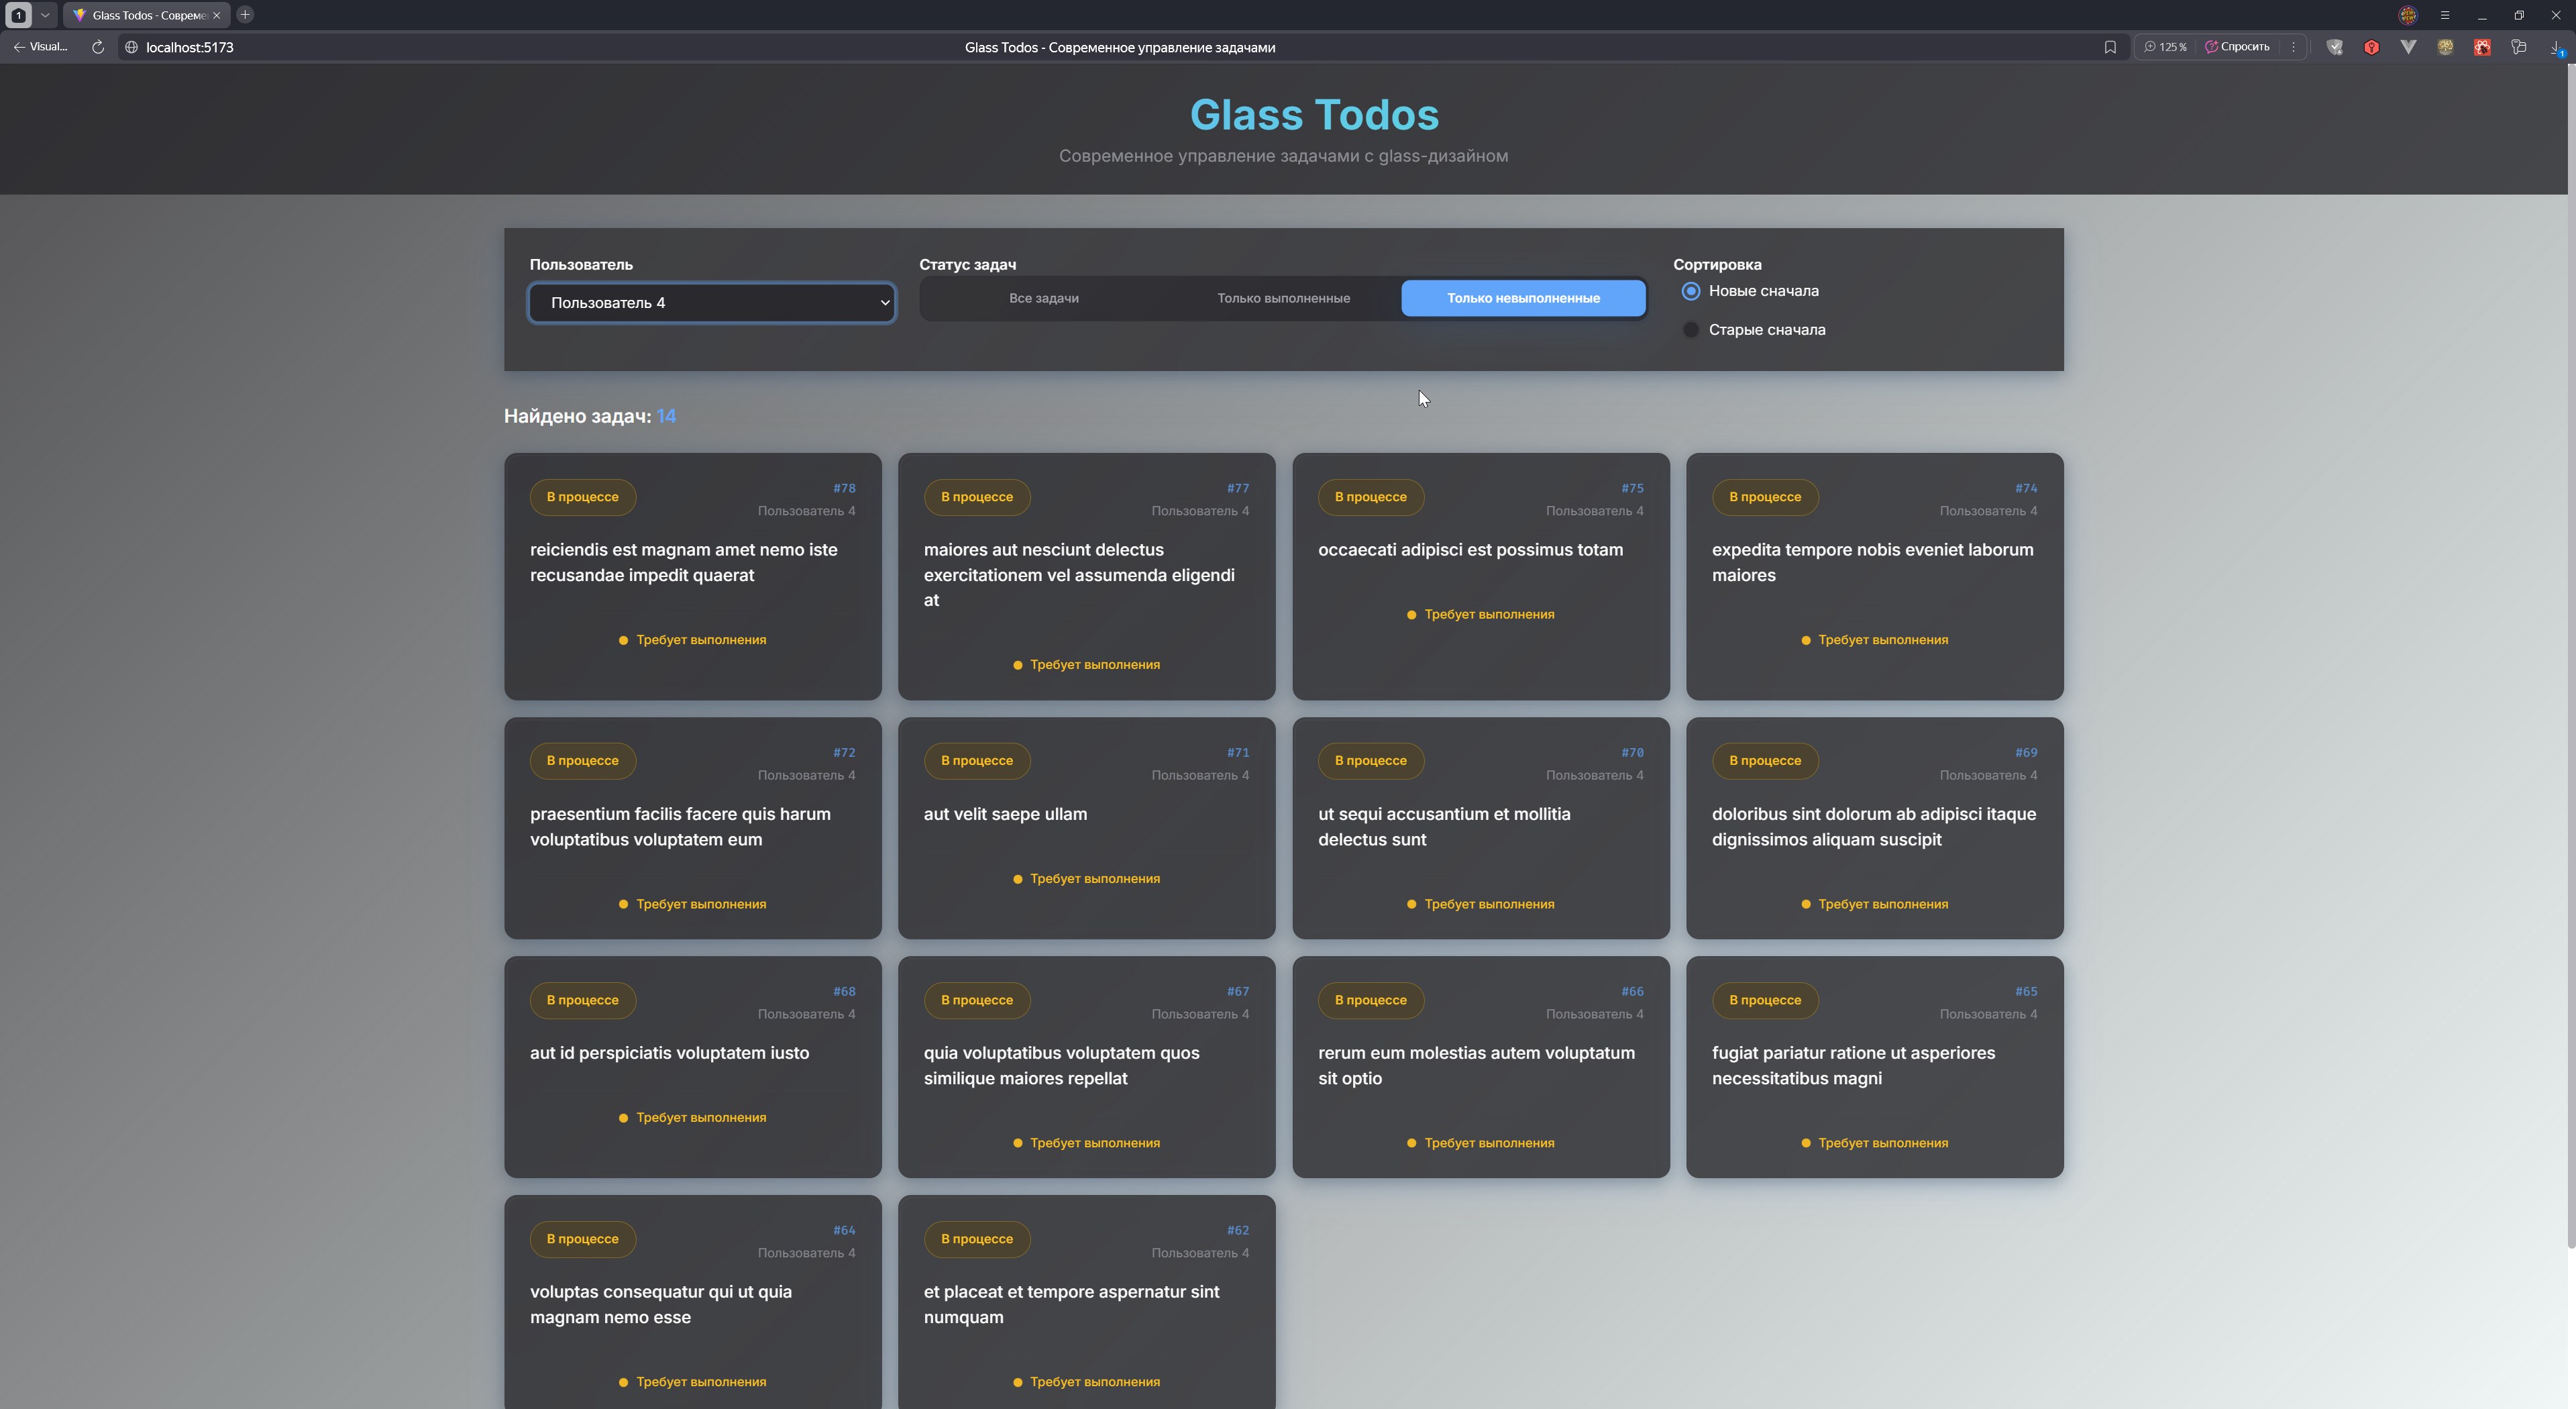 1
Glass Todos - Совреме
Visual...
localhost:5173
Glass Todos - Современное управление задачами
125 %
Спросить
1
Glass Todos
Современное управление задачами с glass-дизайном
Пользователь
Пользователь 4
Статус задач
Все задачи
Только выполненные
Только невыполненные
Сортировка
Новые сначала
Старые сначала
Найдено задач: 14
В процессе
#78
Пользователь 4
reiciendis est magnam amet nemo iste
recusandae impedit quaerat
Требует выполнения
В процессе
#77
Пользователь 4
maiores aut nesciunt delectus
exercitationem vel assumenda eligendi
at
Требует выполнения
В процессе
#75
Пользователь 4
occaecati adipisci est possimus totam
Требует выполнения
В процессе
#74
Пользователь 4
expedita tempore nobis eveniet laborum
maiores
Требует выполнения
В процессе
#72
Пользователь 4
praesentium facilis facere quis harum
voluptatibus voluptatem eum
Требует выполнения
В процессе
#71
Пользователь 4
aut velit saepe ullam
Требует выполнения
В процессе
#70
Пользователь 4
ut sequi accusantium et mollitia
delectus sunt
Требует выполнения
В процессе
#69
Пользователь 4
doloribus sint dolorum ab adipisci itaque
dignissimos aliquam suscipit
Требует выполнения
В процессе
#68
Пользователь 4
aut id perspiciatis voluptatem iusto
Требует выполнения
В процессе
#67
Пользователь 4
quia voluptatibus voluptatem quos
similique maiores repellat
Требует выполнения
В процессе
#66
Пользователь 4
rerum eum molestias autem voluptatum
sit optio
Требует выполнения
В процессе
#65
Пользователь 4
fugiat pariatur ratione ut asperiores
necessitatibus magni
Требует выполнения
В процессе
#64
Пользователь 4
voluptas consequatur qui ut quia
magnam nemo esse
Требует выполнения
В процессе
#62
Пользователь 4
et placeat et tempore aspernatur sint
numquam
Требует выполнения